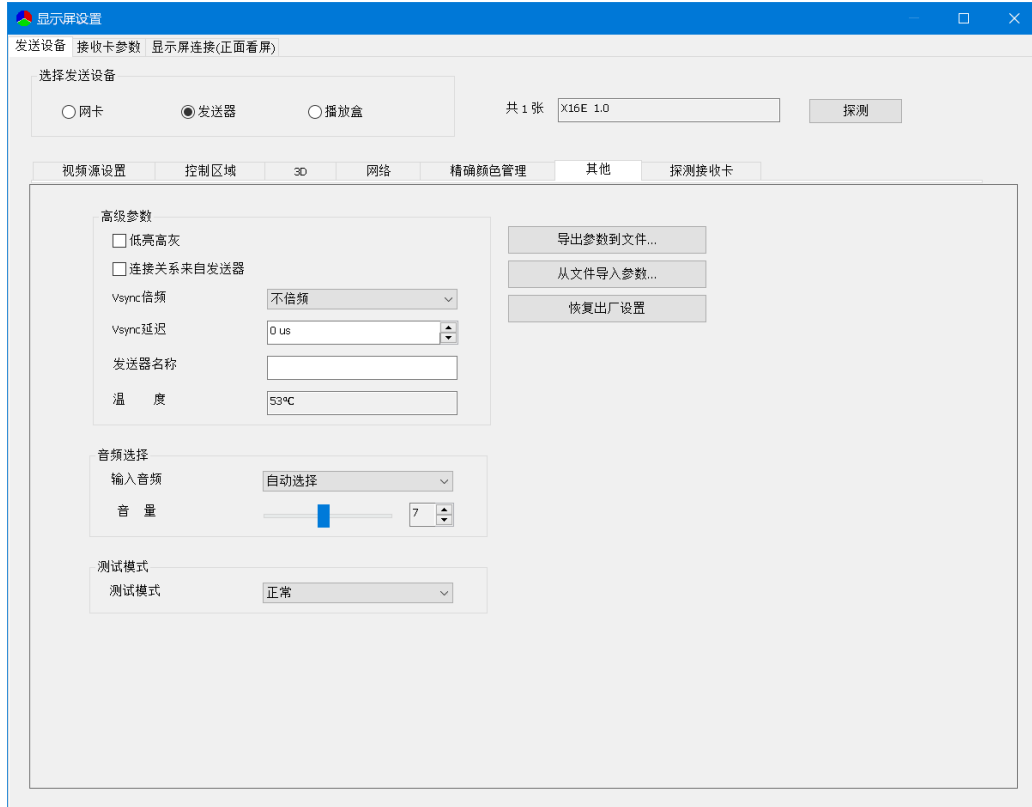 显示屏设置
发送设备 接收卡参数 显示屏连接(正面看屏)
选择发送设备
网卡 发送器 播放盒 共 1 张 X16E 1.0 探测
视频源设置 控制区域 3D 网络 精确颜色管理 其他 探测接收卡
高级参数
低亮高灰 导出参数到文件...
连接关系来自发送器 从文件导入参数...
Vsync倍频 不倍频 恢复出厂设置
Vsync延迟 0 us
发送器名称
温 度 53℃
音频选择
输入音频 自动选择
音 量 7
测试模式
测试模式 正常